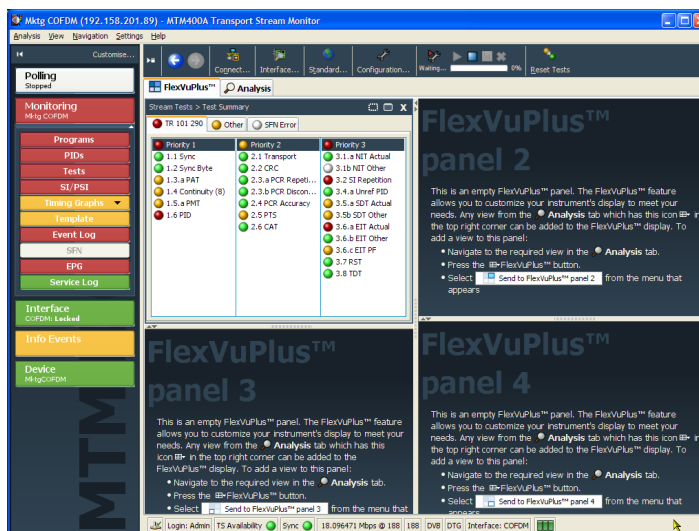 Mktg COFDM (192.158.201.89) - MTM400A Transport Stream Monitor
Analysis View Navigation Settings Help
Customise...
Polling
Stopped
Monitoring
Mktg COFDM
Programs
PIDs
Tests
SI/PSI
Timing Graphs
Template
Event Log
SFN
EPG
Service Log
Interface
COFDM: Locked
Info Events
Device
MktgCOFDM
MTM
Connect... Interface... Standard... Configuration... Waiting... 0% Reset Tests
FlexVuPlus™ Analysis
Stream Tests > Test Summary
TR 101 290 Other SFN Error
Priority 1
1.1 Sync
1.2 Sync Byte
1.3.a PAT
1.4 Continuity (8)
1.5.a PMT
1.6 PID
Priority 2
2.1 Transport
2.2 CRC
2.3.a PCR Repeti...
2.3.b PCR Discon...
2.4 PCR Accuracy
2.5 PTS
2.6 CAT
Priority 3
3.1.a NIT Actual
3.1b NIT Other
3.2 SI Repetition
3.4.a Unref PID
3.5.a SDT Actual
3.5b SDT Other
3.6.a EIT Actual
3.6.b EIT Other
3.6.c EIT PF
3.7 RST
3.8 TDT
FlexVuPlus™
panel 2
This is an empty FlexVuPlus™ panel. The FlexVuPlus™ feature
allows you to customize your instrument's display to meet your
needs. Any view from the Analysis tab which has this icon in
the top right corner can be added to the FlexVuPlus™ display. To
add a view to this panel:
• Navigate to the required view in the Analysis tab.
• Press the FlexVuPlus™ button.
• Select Send to FlexVuPlus™ panel 2 from the menu that
appears
FlexVuPlus™
panel 3
This is an empty FlexVuPlus™ panel. The FlexVuPlus™ feature
allows you to customize your instrument's display to meet your
needs. Any view from the Analysis tab which has this
icon in the top right corner can be added to the
FlexVuPlus™ display. To add a view to this panel:
• Navigate to the required view in the Analysis tab.
• Press the FlexVuPlus™ button.
• Select Send to FlexVuPlus™ panel 3 from the menu that
FlexVuPlus™
panel 4
This is an empty FlexVuPlus™ panel. The FlexVuPlus™ feature
allows you to customize your instrument's display to meet your
needs. Any view from the Analysis tab which has this icon in
the top right corner can be added to the FlexVuPlus™ display. To
add a view to this panel:
• Navigate to the required view in the Analysis tab.
• Press the FlexVuPlus™ button.
• Select Send to FlexVuPlus™ panel 4 from the menu that
appears
Login: Admin TS Availability Sync 18.096471 Mbps @ 188 188 DVB DTG Interface: COFDM